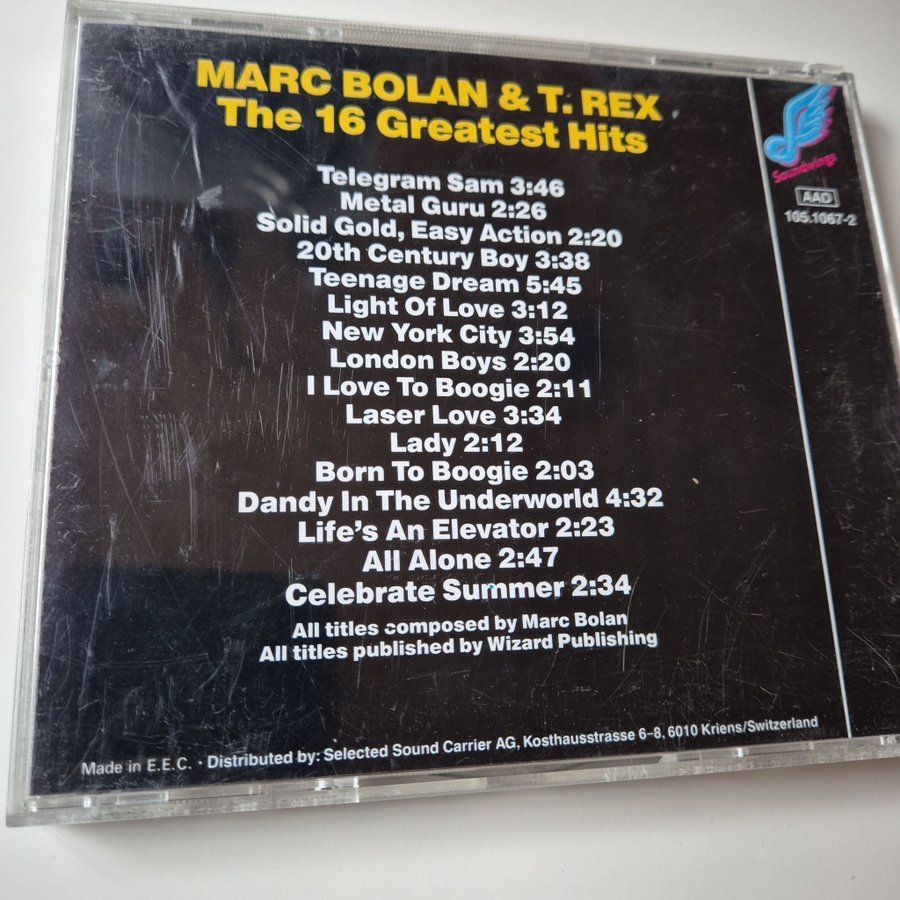 MARC BOLAN & T. REX
The 16 Greatest Hits
Telegram Sam 3:46
Metal Guru 2:26
Solid Gold, Easy Action 2:20
20th Century Boy 3:38
Teenage Dream 5:45
Light Of Love 3:12
New York City 3:54
London Boys 2:20
I Love To Boogie 2:11
Laser Love 3:34
Lady 2:12
Born To Boogie 2:03
Dandy In The Underworld 4:32
Life's An Elevator 2:23
All Alone 2:47
Celebrate Summer 2:34
All titles composed by Marc Bolan
All titles published by Wizard Publishing
Made in E.E.C. · Distributed by: Selected Sound Carrier AG, Kosthausstrasse 6–8, 6010 Kriens/Switzerland
Soundwings
AAD
105.1067-2